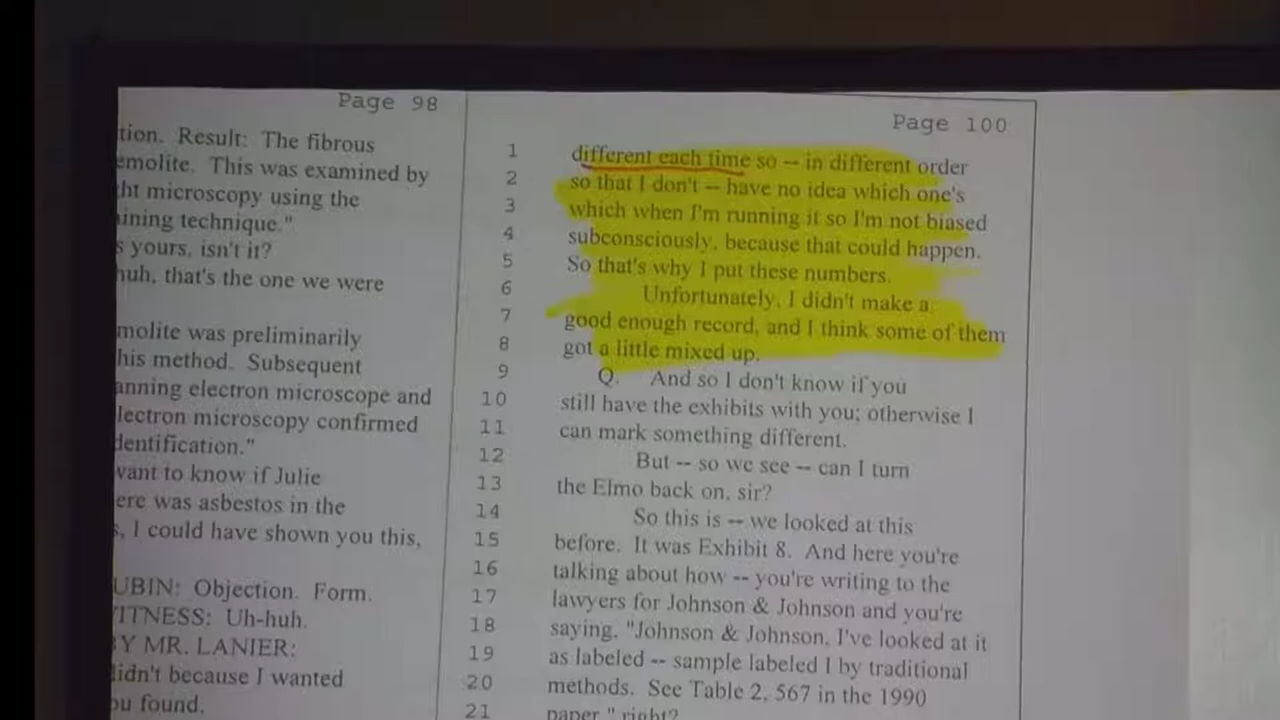 Page 98
tion. Result: The fibrous
emolite. This was examined by
ht microscopy using the
ining technique."
s yours, isn't it?
huh, that's the one we were
molite was preliminarily
his method. Subsequent
anning electron microscope and
lectron microscopy confirmed
dentification."
want to know if Julie
ere was asbestos in the
s, I could have shown you this,
UBIN: Objection. Form.
VITNESS: Uh-huh.
BY MR. LANIER:
didn't because I wanted
ou found.
Page 100
1 different each time so -- in different order
2 so that I don't -- have no idea which one's
3 which when I'm running it so I'm not biased
4 subconsciously, because that could happen.
5 So that's why I put these numbers.
6 Unfortunately, I didn't make a
7 good enough record, and I think some of them
8 got a little mixed up.
9 Q. And so I don't know if you
10 still have the exhibits with you; otherwise I
11 can mark something different.
12 But -- so we see -- can I turn
13 the Elmo back on, sir?
14 So this is -- we looked at this
15 before. It was Exhibit 8. And here you're
16 talking about how -- you're writing to the
17 lawyers for Johnson & Johnson and you're
18 saying, "Johnson & Johnson, I've looked at it
19 as labeled -- sample labeled I by traditional
20 methods. See Table 2, 567 in the 1990
21 paper," right?